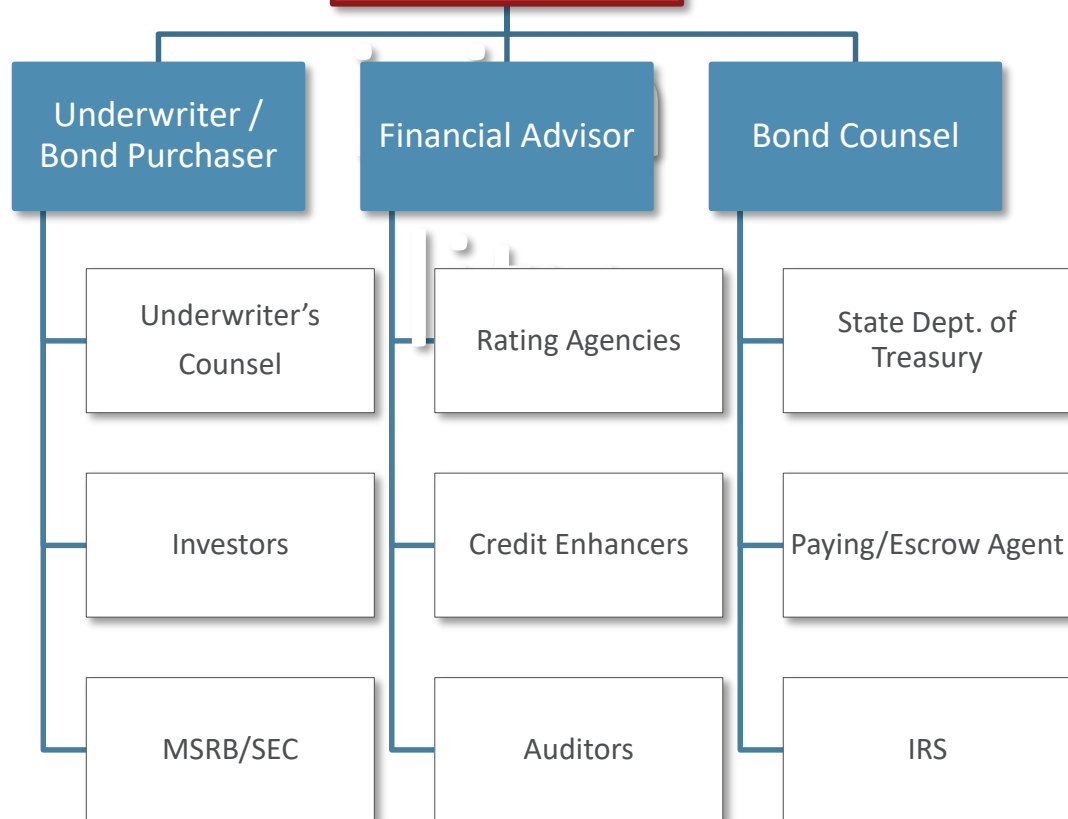 Underwriter /
Bond Purchaser
Financial Advisor
Bond Counsel
Underwriter’s
Counsel
Rating Agencies
State Dept. of
Treasury
Investors
Credit Enhancers
Paying/Escrow Agent
MSRB/SEC
Auditors
IRS